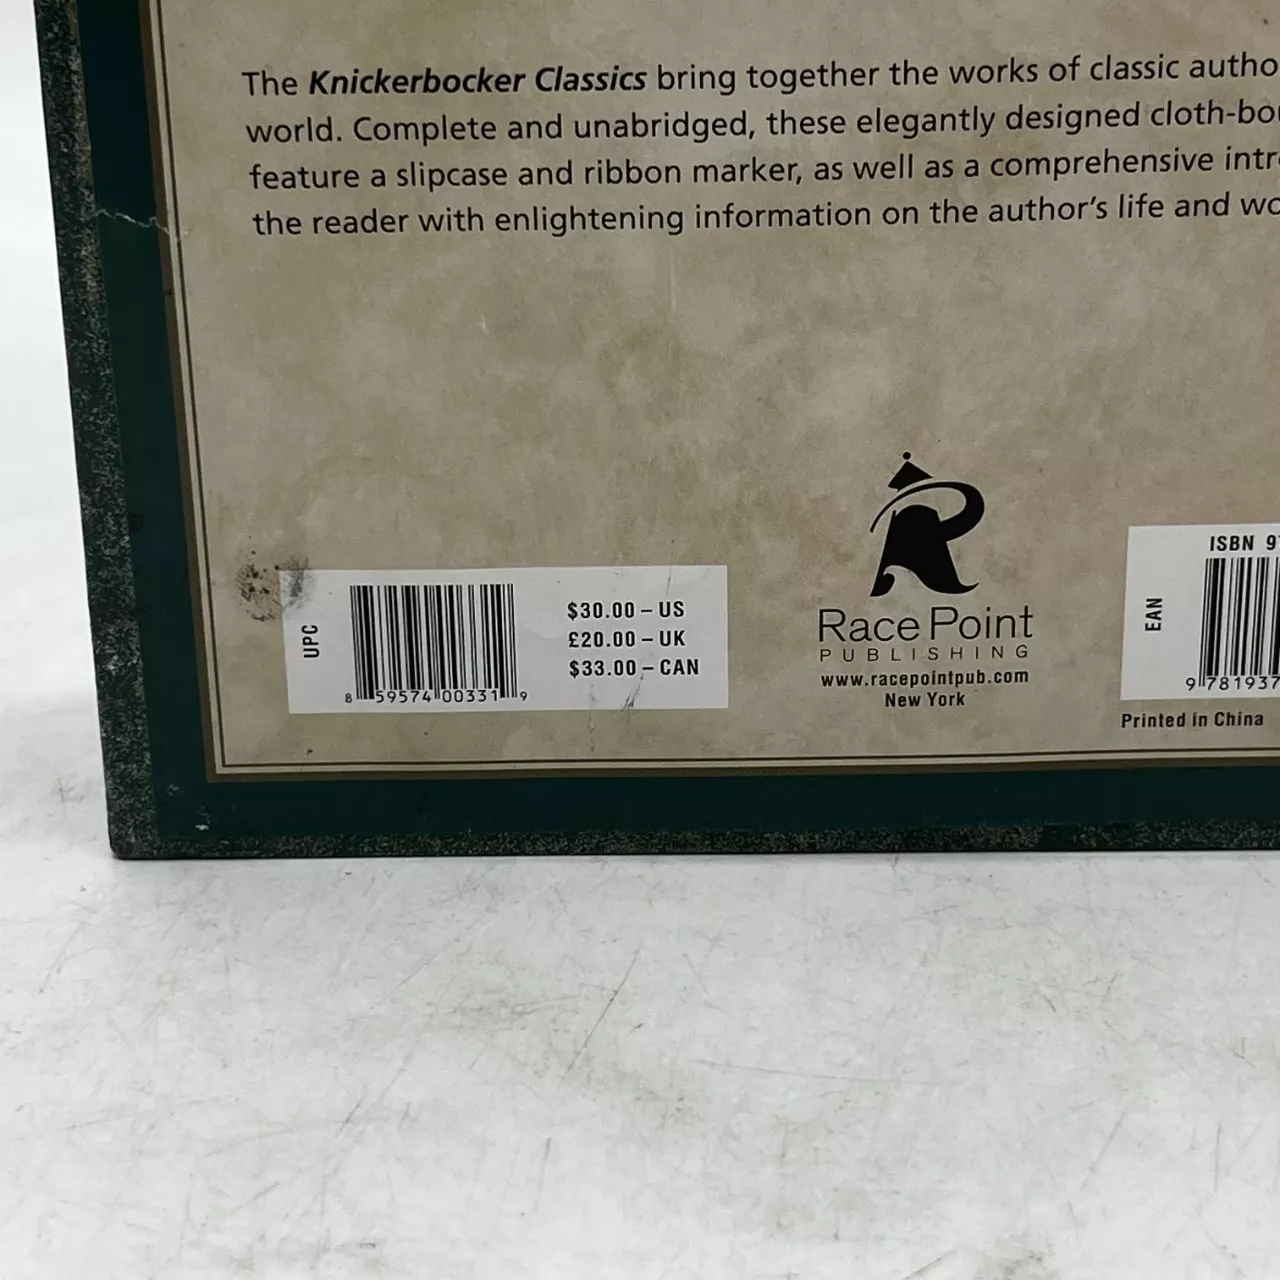 The Knickerbocker Classics bring together the works of classic autho
world. Complete and unabridged, these elegantly designed cloth-bou
feature a slipcase and ribbon marker, as well as a comprehensive intr
the reader with enlightening information on the author's life and wo
UPC
8 59574 00331 9
$30.00 – US
£20.00 – UK
$33.00 – CAN
Race Point
PUBLISHING
www.racepointpub.com
New York
ISBN 97
EAN
9 781937
Printed in China